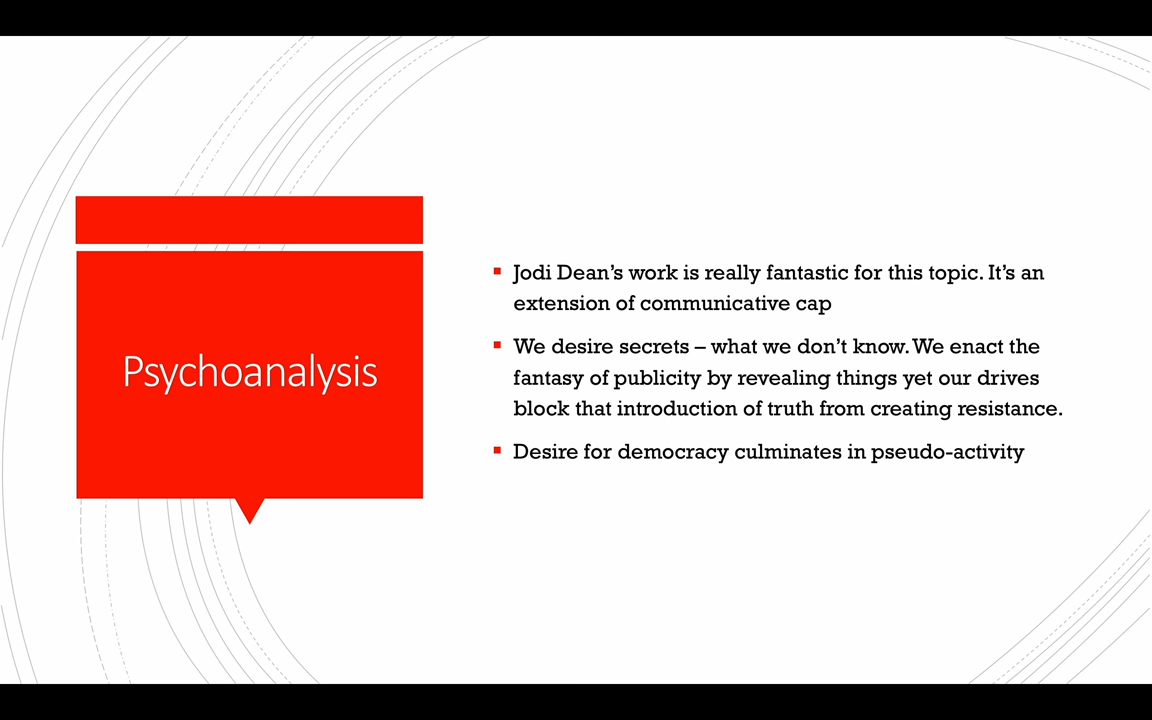 Psychoanalysis
Jodi Dean’s work is really fantastic for this topic. It’s an
extension of communicative cap
We desire secrets – what we don’t know. We enact the
fantasy of publicity by revealing things yet our drives
block that introduction of truth from creating resistance.
Desire for democracy culminates in pseudo-activity